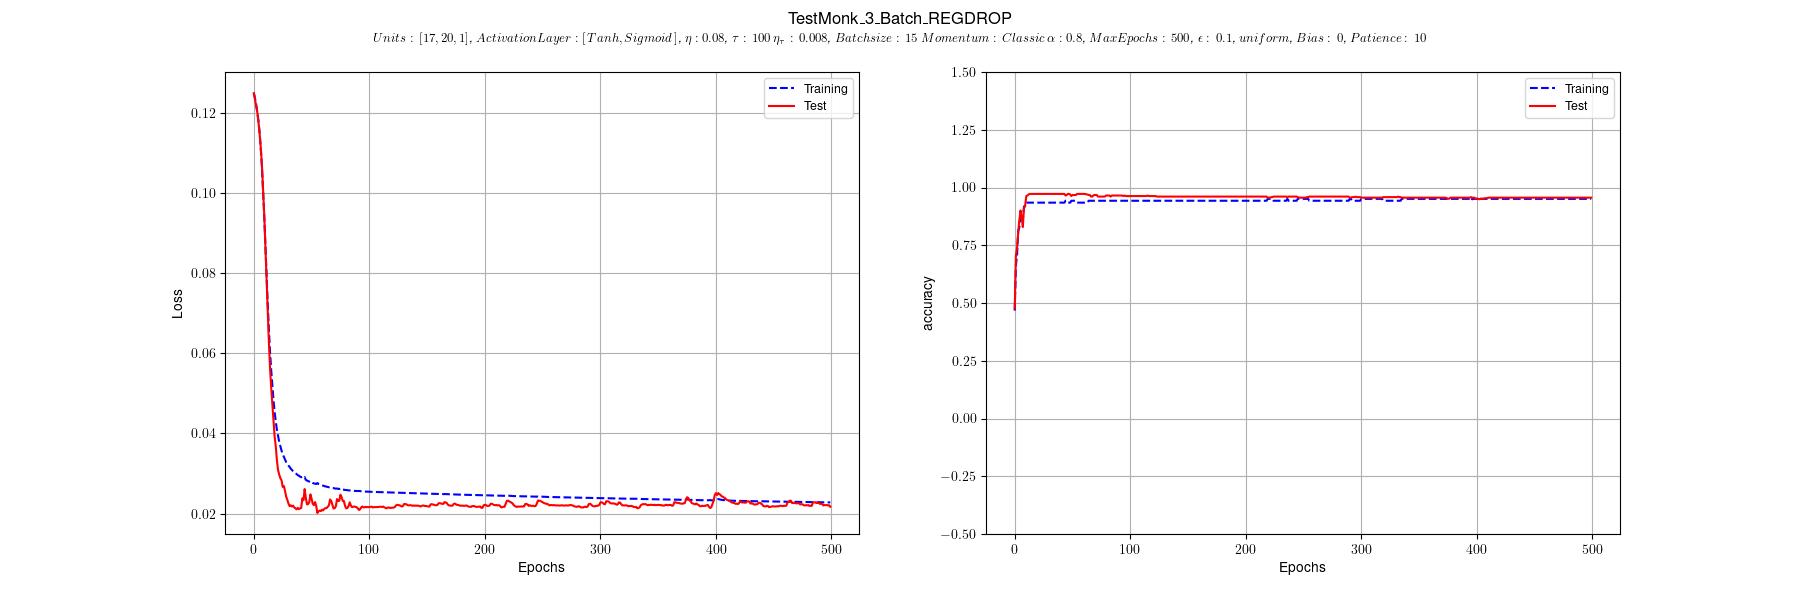 TestMonk_3_Batch_REGDROP
Units : [17, 20, 1], ActivationLayer : [Tanh, Sigmoid], η : 0.08, τ : 100 ητ : 0.008, Batchsize : 15 Momentum : Classic α : 0.8, MaxEpochs : 500, ϵ : 0.1, uniform, Bias : 0, Patience : 10
Training
Test
0.12
0.10
0.08
0.06
0.04
0.02
Loss
0 100 200 300 400 500
Epochs
Training
Test
1.50
1.25
1.00
0.75
0.50
0.25
0.00
−0.25
−0.50
accuracy
0 100 200 300 400 500
Epochs